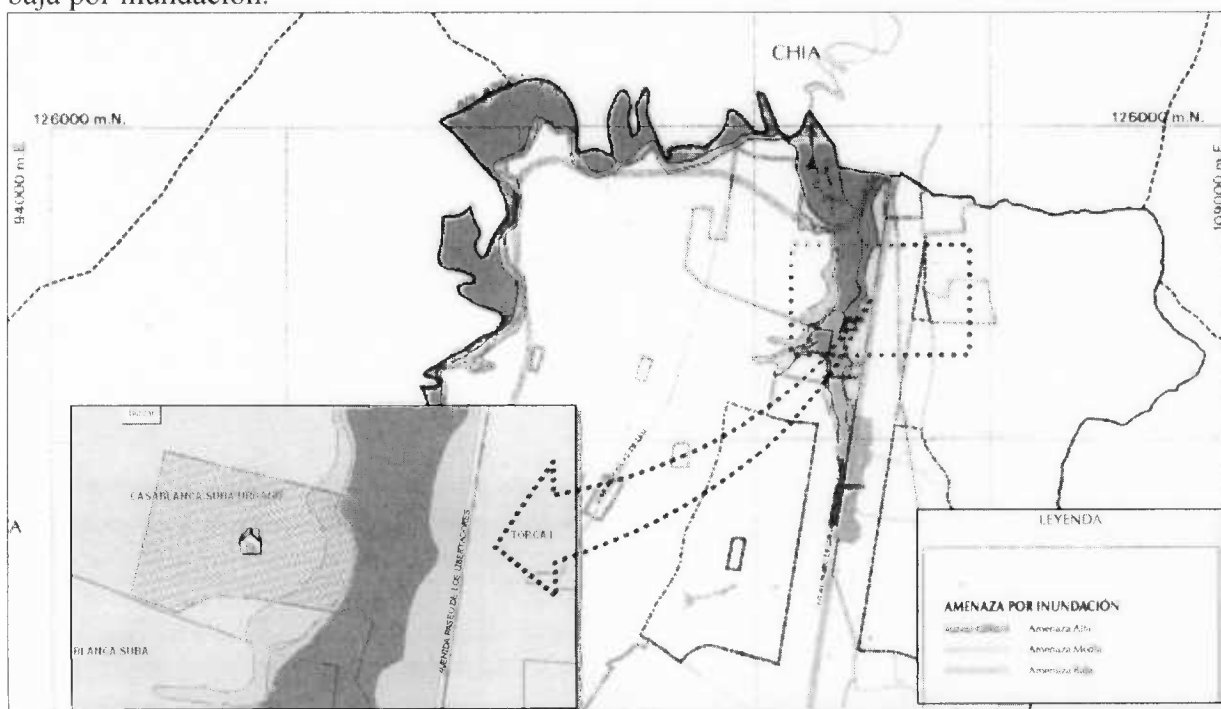 baja por inundación.
CHIA
126000 m.N.
126000 m.N.
94000 m.E.
109000 m.E.
CASABLANCA SUBA URBANO
TORCA I
AVENIDA PASEO DE LOS LIBERTADORES
BLANCA SUBA
A
LEYENDA
AMENAZA POR INUNDACIÓN
Amenaza Alta
Amenaza Media
Amenaza Baja